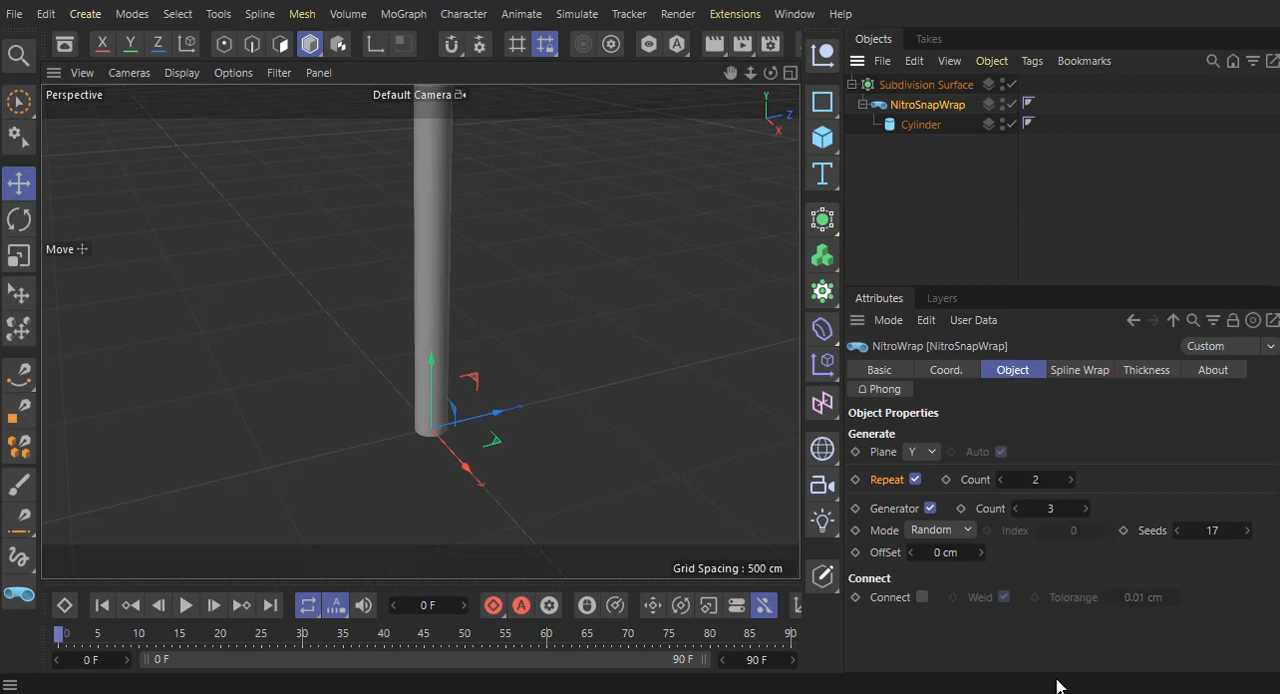 File Edit Create Modes Select Tools Spline Mesh Volume MoGraph Character Animate Simulate Tracker Render Extensions Window Help
Objects Takes
File Edit View Object Tags Bookmarks
View Cameras Display Options Filter Panel
Subdivision Surface
NitroSnapWrap
Cylinder
Perspective Default Camera
Y Z X
Move
Grid Spacing : 500 cm
Attributes Layers
Mode Edit User Data
NitroWrap [NitroSnapWrap] Custom
Basic Coord. Object Spline Wrap Thickness About
Phong
Object Properties
Generate
Plane Y Auto
Repeat Count 2
Generator Count 3
Mode Random Index 0 Seeds 17
OffSet 0 cm
Connect
Connect Weld Tolorange 0.01 cm
0 F
0 5 10 15 20 25 30 35 40 45 50 55 60 65 70 75 80 85 90
0 F 0 F 90 F 90 F